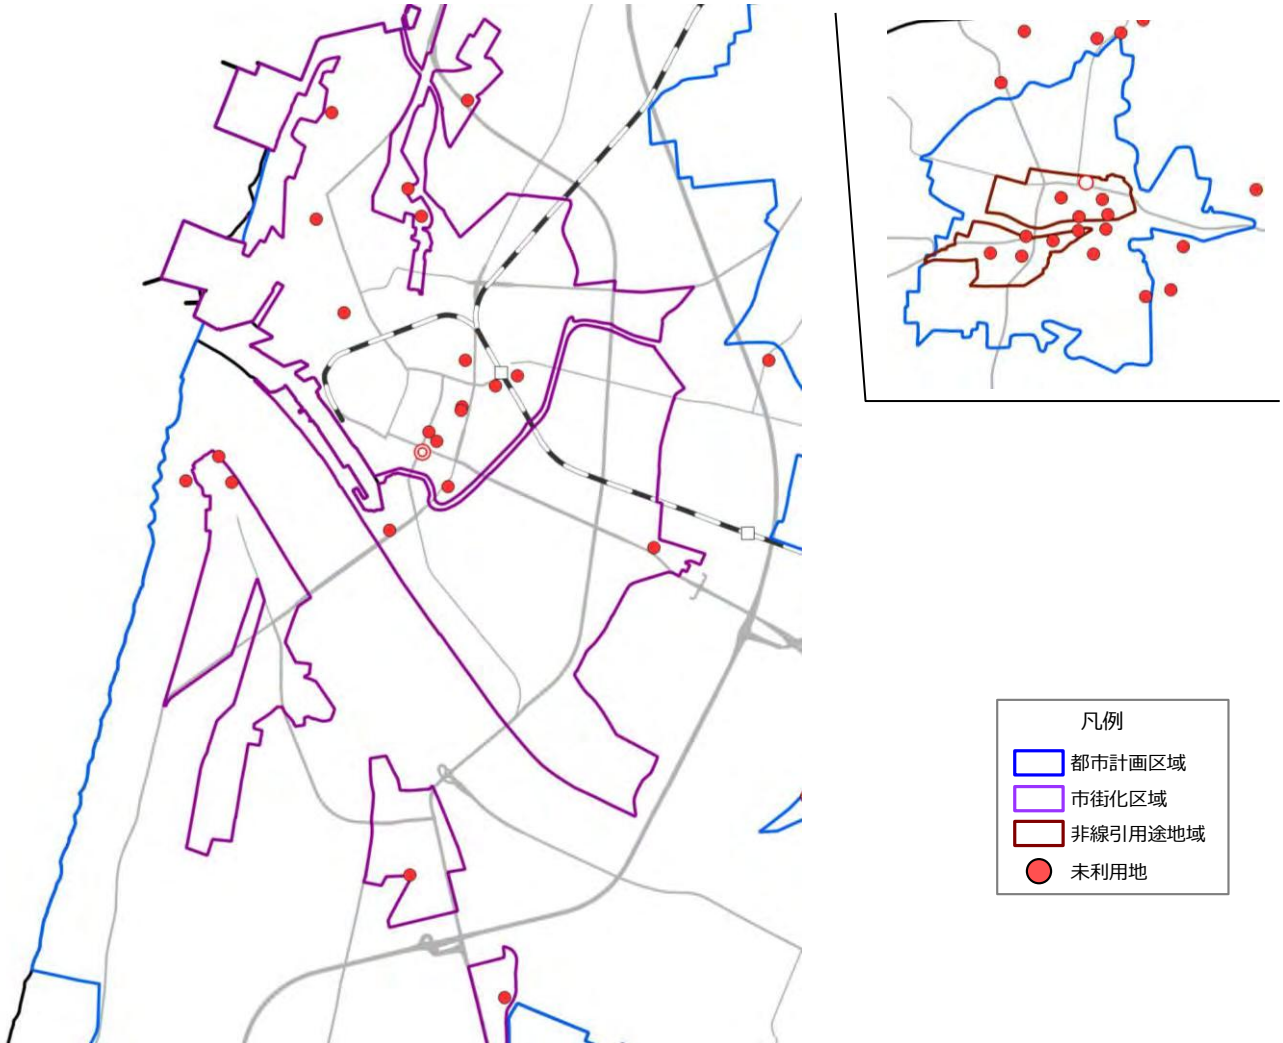 凡例
都市計画区域
市街化区域
非線引用途地域
未利用地